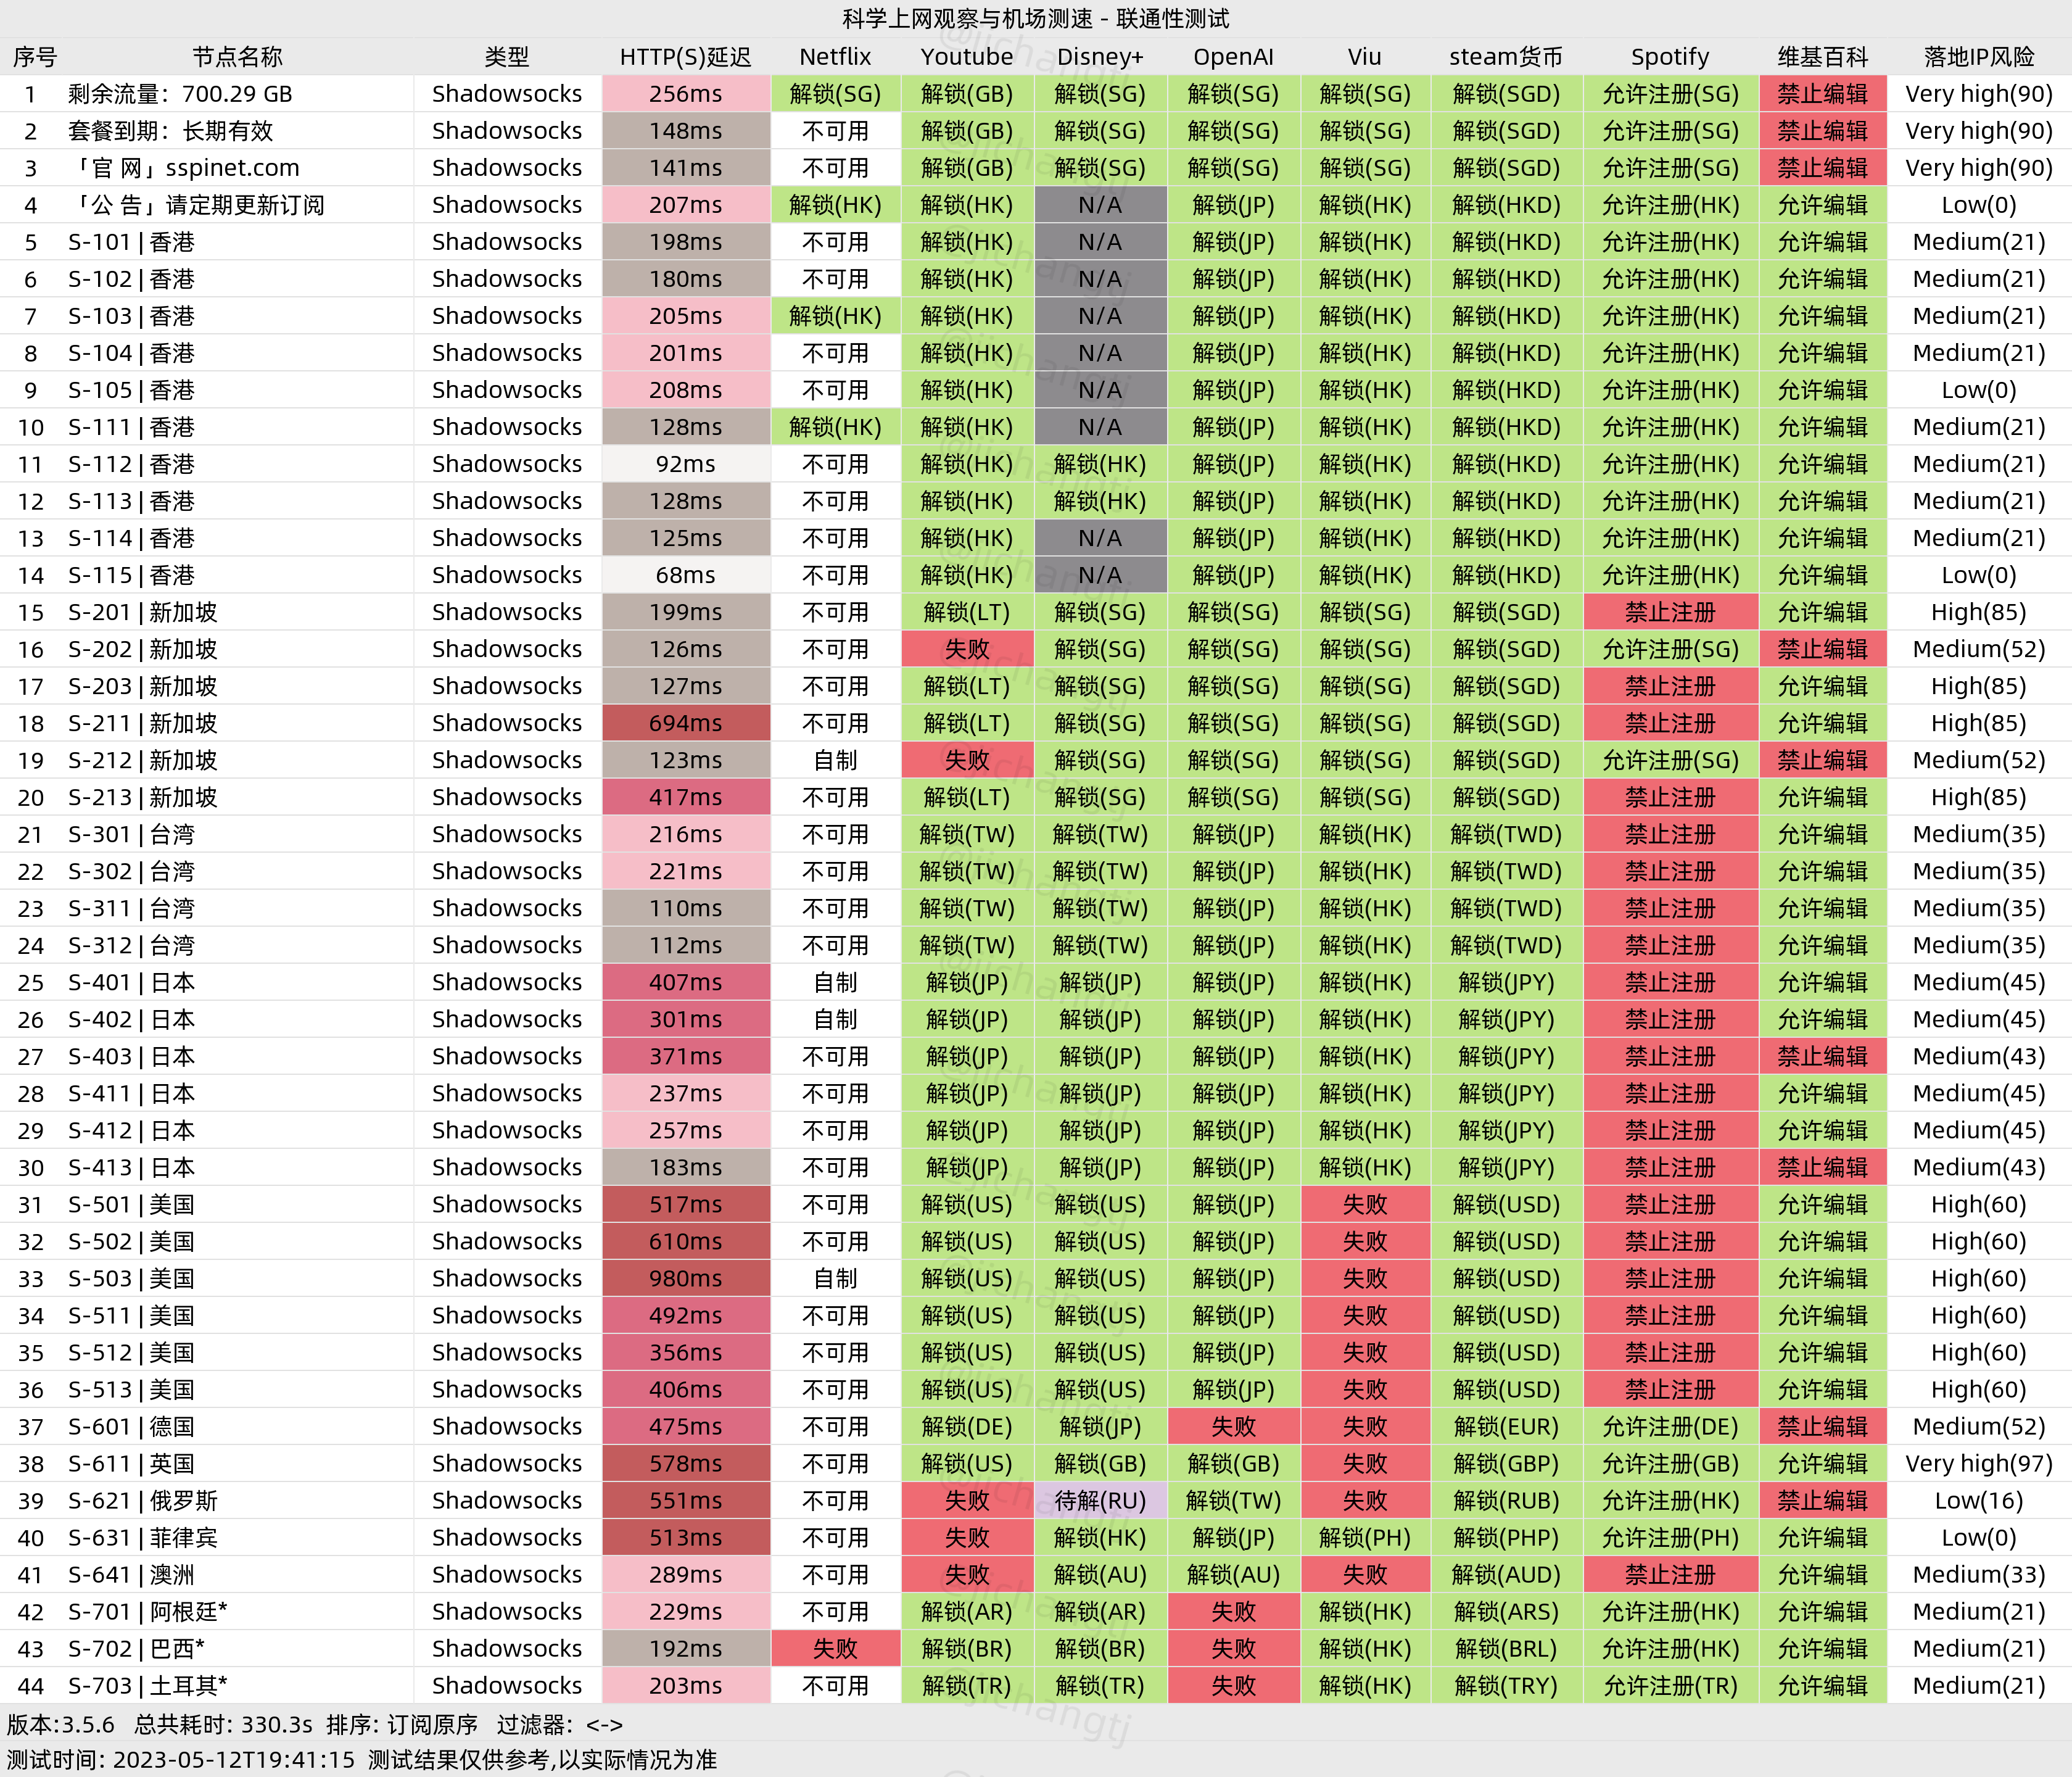 科学上网观察与机场测速 - 联通性测试
序号 节点名称 类型 HTTP(S)延迟 Netflix Youtube Disney+ OpenAI Viu steam货币 Spotify 维基百科 落地IP风险
1 剩余流量：700.29 GB Shadowsocks 256ms 解锁(SG) 解锁(GB) 解锁(SG) 解锁(SG) 解锁(SG) 解锁(SGD) 允许注册(SG) 禁止编辑 Very high(90)
2 套餐到期：长期有效 Shadowsocks 148ms 不可用 解锁(GB) 解锁(SG) 解锁(SG) 解锁(SG) 解锁(SGD) 允许注册(SG) 禁止编辑 Very high(90)
3 「官 网」sspinet.com Shadowsocks 141ms 不可用 解锁(GB) 解锁(SG) 解锁(SG) 解锁(SG) 解锁(SGD) 允许注册(SG) 禁止编辑 Very high(90)
4 「公 告」请定期更新订阅 Shadowsocks 207ms 解锁(HK) 解锁(HK) N/A 解锁(JP) 解锁(HK) 解锁(HKD) 允许注册(HK) 允许编辑 Low(0)
5 S-101 | 香港 Shadowsocks 198ms 不可用 解锁(HK) N/A 解锁(JP) 解锁(HK) 解锁(HKD) 允许注册(HK) 允许编辑 Medium(21)
6 S-102 | 香港 Shadowsocks 180ms 不可用 解锁(HK) N/A 解锁(JP) 解锁(HK) 解锁(HKD) 允许注册(HK) 允许编辑 Medium(21)
7 S-103 | 香港 Shadowsocks 205ms 解锁(HK) 解锁(HK) N/A 解锁(JP) 解锁(HK) 解锁(HKD) 允许注册(HK) 允许编辑 Medium(21)
8 S-104 | 香港 Shadowsocks 201ms 不可用 解锁(HK) N/A 解锁(JP) 解锁(HK) 解锁(HKD) 允许注册(HK) 允许编辑 Medium(21)
9 S-105 | 香港 Shadowsocks 208ms 不可用 解锁(HK) N/A 解锁(JP) 解锁(HK) 解锁(HKD) 允许注册(HK) 允许编辑 Low(0)
10 S-111 | 香港 Shadowsocks 128ms 解锁(HK) 解锁(HK) N/A 解锁(JP) 解锁(HK) 解锁(HKD) 允许注册(HK) 允许编辑 Medium(21)
11 S-112 | 香港 Shadowsocks 92ms 不可用 解锁(HK) 解锁(HK) 解锁(JP) 解锁(HK) 解锁(HKD) 允许注册(HK) 允许编辑 Medium(21)
12 S-113 | 香港 Shadowsocks 128ms 不可用 解锁(HK) 解锁(HK) 解锁(JP) 解锁(HK) 解锁(HKD) 允许注册(HK) 允许编辑 Medium(21)
13 S-114 | 香港 Shadowsocks 125ms 不可用 解锁(HK) N/A 解锁(JP) 解锁(HK) 解锁(HKD) 允许注册(HK) 允许编辑 Medium(21)
14 S-115 | 香港 Shadowsocks 68ms 不可用 解锁(HK) N/A 解锁(JP) 解锁(HK) 解锁(HKD) 允许注册(HK) 允许编辑 Low(0)
15 S-201 | 新加坡 Shadowsocks 199ms 不可用 解锁(LT) 解锁(SG) 解锁(SG) 解锁(SG) 解锁(SGD) 禁止注册 允许编辑 High(85)
16 S-202 | 新加坡 Shadowsocks 126ms 不可用 失败 解锁(SG) 解锁(SG) 解锁(SG) 解锁(SGD) 允许注册(SG) 禁止编辑 Medium(52)
17 S-203 | 新加坡 Shadowsocks 127ms 不可用 解锁(LT) 解锁(SG) 解锁(SG) 解锁(SG) 解锁(SGD) 禁止注册 允许编辑 High(85)
18 S-211 | 新加坡 Shadowsocks 694ms 不可用 解锁(LT) 解锁(SG) 解锁(SG) 解锁(SG) 解锁(SGD) 禁止注册 允许编辑 High(85)
19 S-212 | 新加坡 Shadowsocks 123ms 自制 失败 解锁(SG) 解锁(SG) 解锁(SG) 解锁(SGD) 允许注册(SG) 禁止编辑 Medium(52)
20 S-213 | 新加坡 Shadowsocks 417ms 不可用 解锁(LT) 解锁(SG) 解锁(SG) 解锁(SG) 解锁(SGD) 禁止注册 允许编辑 High(85)
21 S-301 | 台湾 Shadowsocks 216ms 不可用 解锁(TW) 解锁(TW) 解锁(JP) 解锁(HK) 解锁(TWD) 禁止注册 允许编辑 Medium(35)
22 S-302 | 台湾 Shadowsocks 221ms 不可用 解锁(TW) 解锁(TW) 解锁(JP) 解锁(HK) 解锁(TWD) 禁止注册 允许编辑 Medium(35)
23 S-311 | 台湾 Shadowsocks 110ms 不可用 解锁(TW) 解锁(TW) 解锁(JP) 解锁(HK) 解锁(TWD) 禁止注册 允许编辑 Medium(35)
24 S-312 | 台湾 Shadowsocks 112ms 不可用 解锁(TW) 解锁(TW) 解锁(JP) 解锁(HK) 解锁(TWD) 禁止注册 允许编辑 Medium(35)
25 S-401 | 日本 Shadowsocks 407ms 自制 解锁(JP) 解锁(JP) 解锁(JP) 解锁(HK) 解锁(JPY) 禁止注册 允许编辑 Medium(45)
26 S-402 | 日本 Shadowsocks 301ms 自制 解锁(JP) 解锁(JP) 解锁(JP) 解锁(HK) 解锁(JPY) 禁止注册 允许编辑 Medium(45)
27 S-403 | 日本 Shadowsocks 371ms 不可用 解锁(JP) 解锁(JP) 解锁(JP) 解锁(HK) 解锁(JPY) 禁止注册 禁止编辑 Medium(43)
28 S-411 | 日本 Shadowsocks 237ms 不可用 解锁(JP) 解锁(JP) 解锁(JP) 解锁(HK) 解锁(JPY) 禁止注册 允许编辑 Medium(45)
29 S-412 | 日本 Shadowsocks 257ms 不可用 解锁(JP) 解锁(JP) 解锁(JP) 解锁(HK) 解锁(JPY) 禁止注册 允许编辑 Medium(45)
30 S-413 | 日本 Shadowsocks 183ms 不可用 解锁(JP) 解锁(JP) 解锁(JP) 解锁(HK) 解锁(JPY) 禁止注册 禁止编辑 Medium(43)
31 S-501 | 美国 Shadowsocks 517ms 不可用 解锁(US) 解锁(US) 解锁(JP) 失败 解锁(USD) 禁止注册 允许编辑 High(60)
32 S-502 | 美国 Shadowsocks 610ms 不可用 解锁(US) 解锁(US) 解锁(JP) 失败 解锁(USD) 禁止注册 允许编辑 High(60)
33 S-503 | 美国 Shadowsocks 980ms 自制 解锁(US) 解锁(US) 解锁(JP) 失败 解锁(USD) 禁止注册 允许编辑 High(60)
34 S-511 | 美国 Shadowsocks 492ms 不可用 解锁(US) 解锁(US) 解锁(JP) 失败 解锁(USD) 禁止注册 允许编辑 High(60)
35 S-512 | 美国 Shadowsocks 356ms 不可用 解锁(US) 解锁(US) 解锁(JP) 失败 解锁(USD) 禁止注册 允许编辑 High(60)
36 S-513 | 美国 Shadowsocks 406ms 不可用 解锁(US) 解锁(US) 解锁(JP) 失败 解锁(USD) 禁止注册 允许编辑 High(60)
37 S-601 | 德国 Shadowsocks 475ms 不可用 解锁(DE) 解锁(JP) 失败 失败 解锁(EUR) 允许注册(DE) 禁止编辑 Medium(52)
38 S-611 | 英国 Shadowsocks 578ms 不可用 解锁(US) 解锁(GB) 解锁(GB) 失败 解锁(GBP) 允许注册(GB) 允许编辑 Very high(97)
39 S-621 | 俄罗斯 Shadowsocks 551ms 不可用 失败 待解(RU) 解锁(TW) 失败 解锁(RUB) 允许注册(HK) 禁止编辑 Low(16)
40 S-631 | 菲律宾 Shadowsocks 513ms 不可用 失败 解锁(HK) 解锁(JP) 解锁(PH) 解锁(PHP) 允许注册(PH) 允许编辑 Low(0)
41 S-641 | 澳洲 Shadowsocks 289ms 不可用 失败 解锁(AU) 解锁(AU) 失败 解锁(AUD) 禁止注册 允许编辑 Medium(33)
42 S-701 | 阿根廷* Shadowsocks 229ms 不可用 解锁(AR) 解锁(AR) 失败 解锁(HK) 解锁(ARS) 允许注册(HK) 允许编辑 Medium(21)
43 S-702 | 巴西* Shadowsocks 192ms 失败 解锁(BR) 解锁(BR) 失败 解锁(HK) 解锁(BRL) 允许注册(HK) 允许编辑 Medium(21)
44 S-703 | 土耳其* Shadowsocks 203ms 不可用 解锁(TR) 解锁(TR) 失败 解锁(HK) 解锁(TRY) 允许注册(TR) 允许编辑 Medium(21)
版本:3.5.6 总共耗时: 330.3s 排序: 订阅原序 过滤器: <->
测试时间: 2023-05-12T19:41:15 测试结果仅供参考,以实际情况为准
@jichangtj